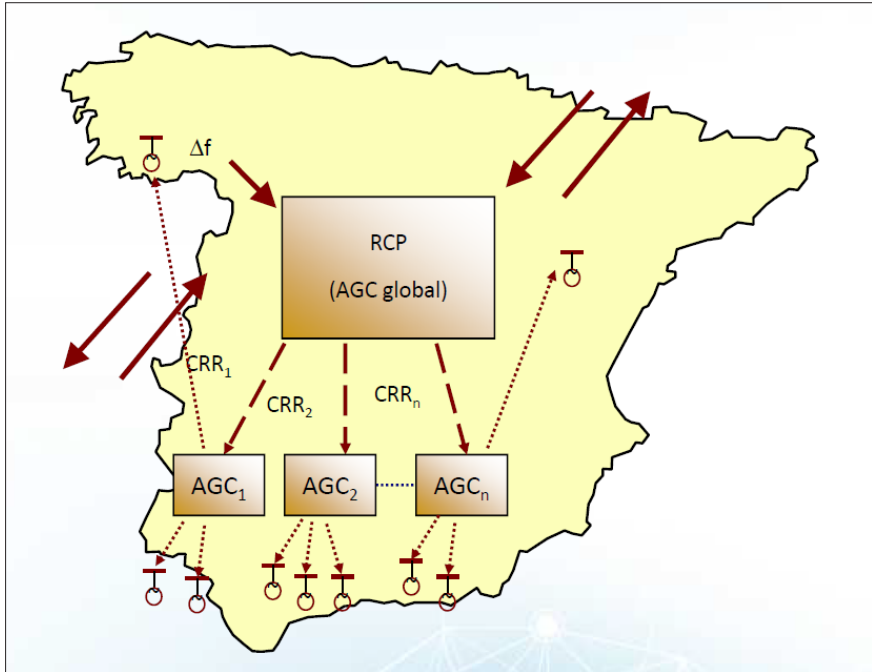 Δf
RCP
(AGC global)
CRR₁
CRR₂
CRRₙ
AGC₁
AGC₂
AGCₙ